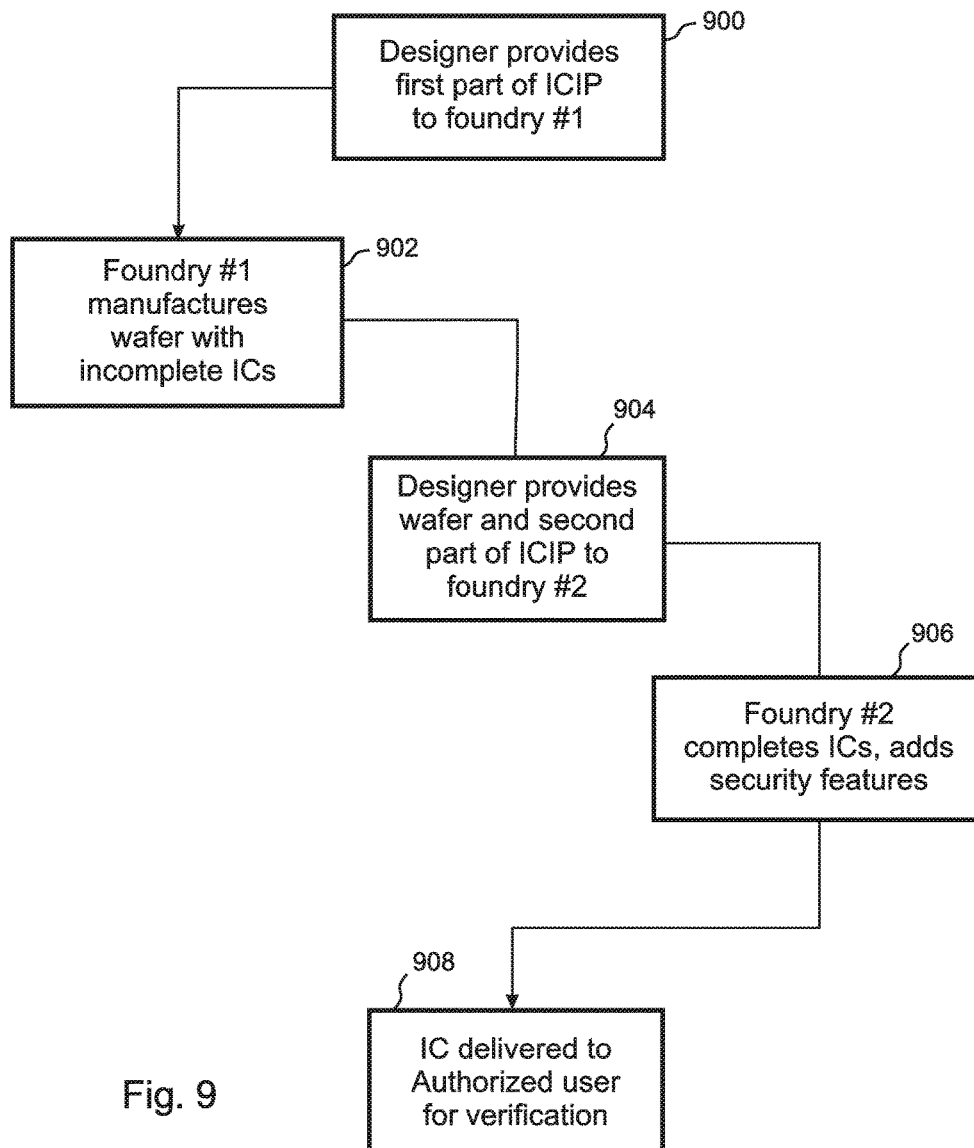 900
Designer provides
first part of ICIP
to foundry #1
902
Foundry #1
manufactures
wafer with
incomplete ICs
904
Designer provides
wafer and second
part of ICIP to
foundry #2
906
Foundry #2
completes ICs, adds
security features
908
IC delivered to
Authorized user
for verification
Fig. 9